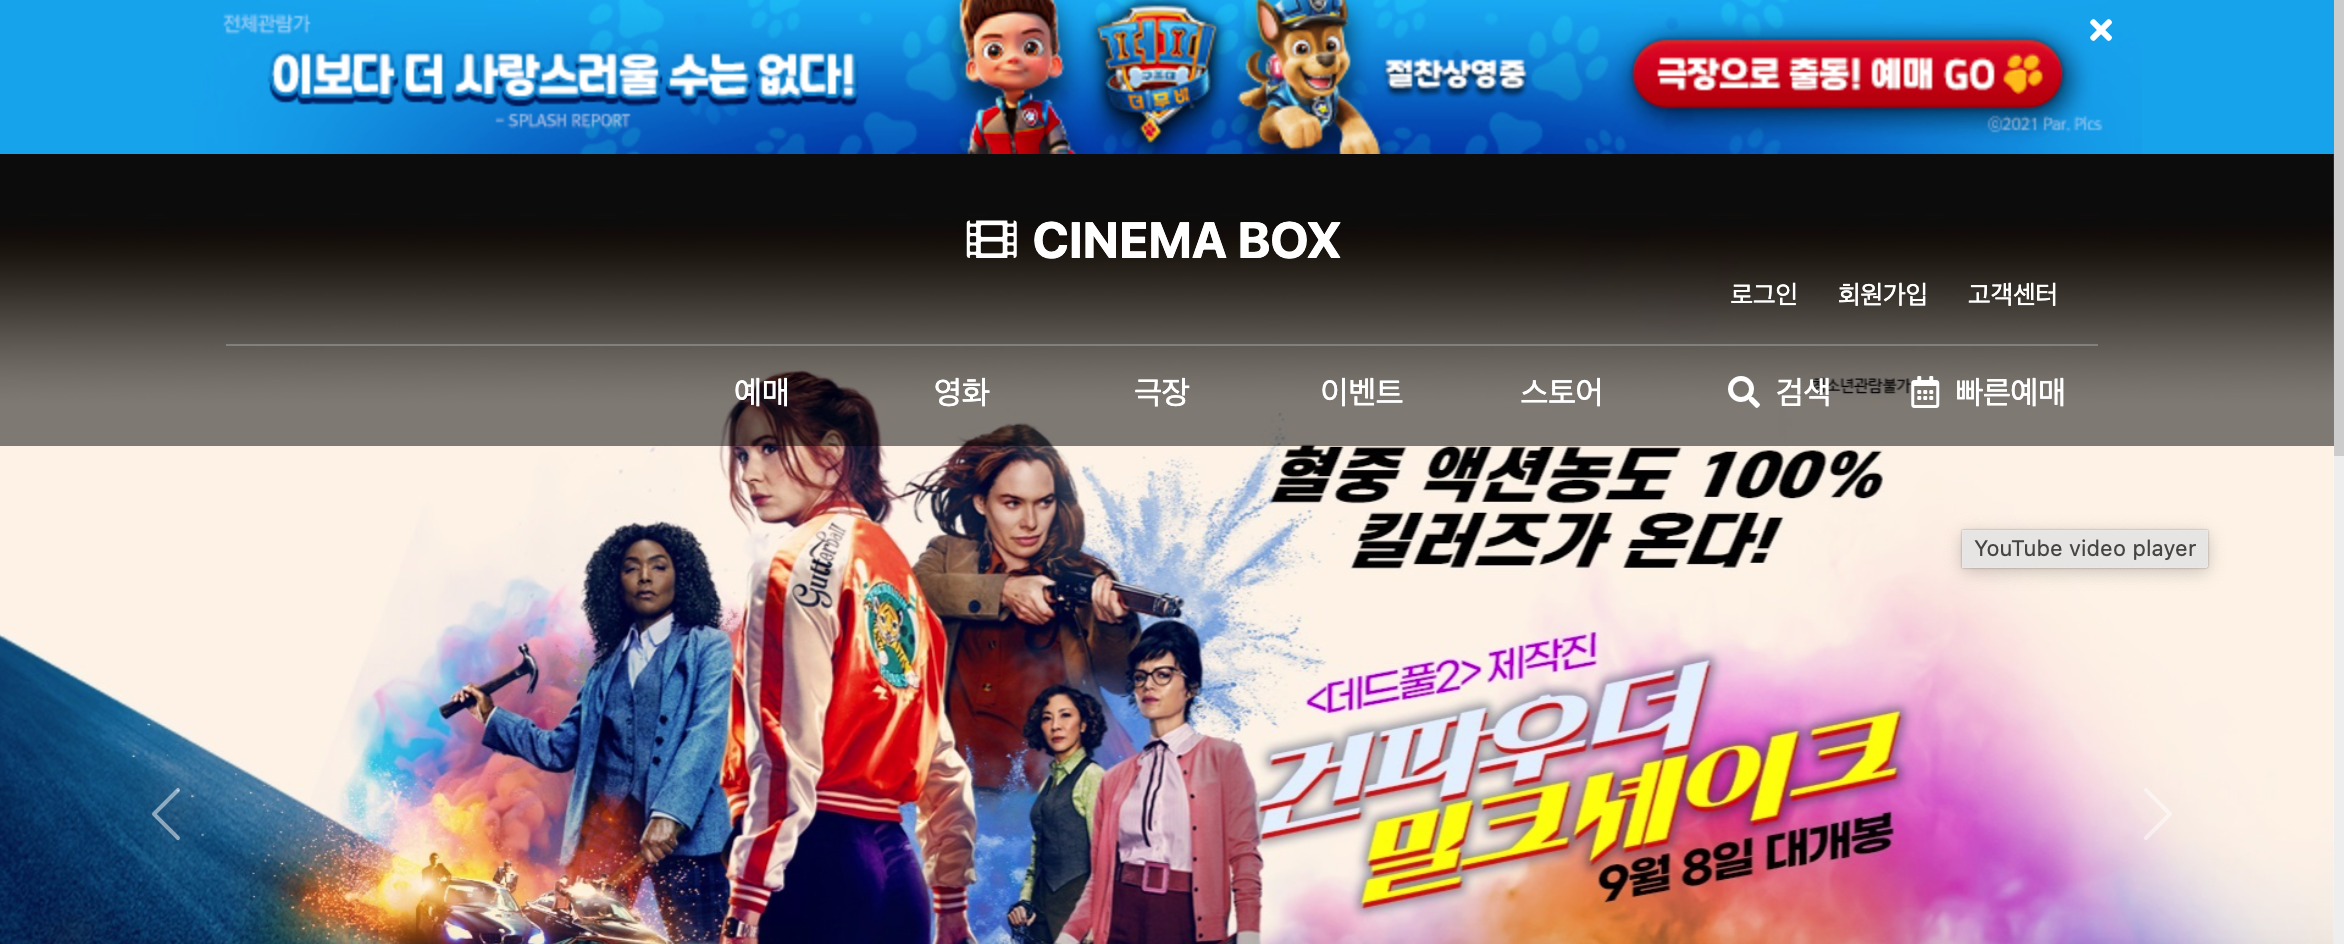 전체관람가
이보다 더 사랑스러울 수는 없다!
- SPLASH REPORT
구조대
더 무비
절찬상영중
극장으로 출동! 예매 GO
©2021 Par. Pics
CINEMA BOX
로그인 회원가입 고객센터
예매 영화 극장 이벤트 스토어 검색 빠른예매
청소년관람불가
혈중 액션농도 100%
킬러즈가 온다!
YouTube video player
Gutterball
<데드풀2> 제작진
건파우더
밀크셰이크
9월 8일 대개봉